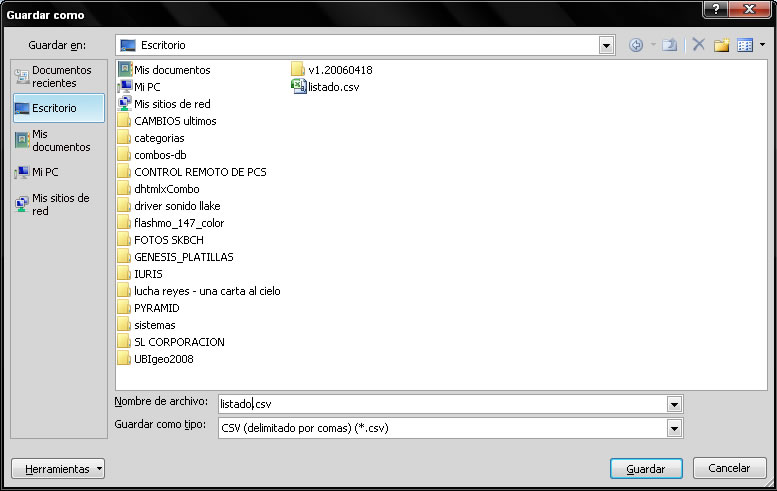 Guardar como
Guardar en:
Escritorio
Documentos recientes
Escritorio
Mis documentos
Mi PC
Mis sitios de red
Mis documentos
Mi PC
Mis sitios de red
CAMBIOS ultimos
categorias
combos-db
CONTROL REMOTO DE PCS
dhtmlxCombo
driver sonido llake
flashmo_147_color
FOTOS SKBCH
GENESIS_PLATILLAS
IURIS
lucha reyes - una carta al cielo
PYRAMID
sistemas
SL CORPORACION
UBIgeo2008
v1.20060418
listado.csv
Nombre de archivo:
listado.csv
Guardar como tipo:
CSV (delimitado por comas) (*.csv)
Herramientas
Guardar
Cancelar